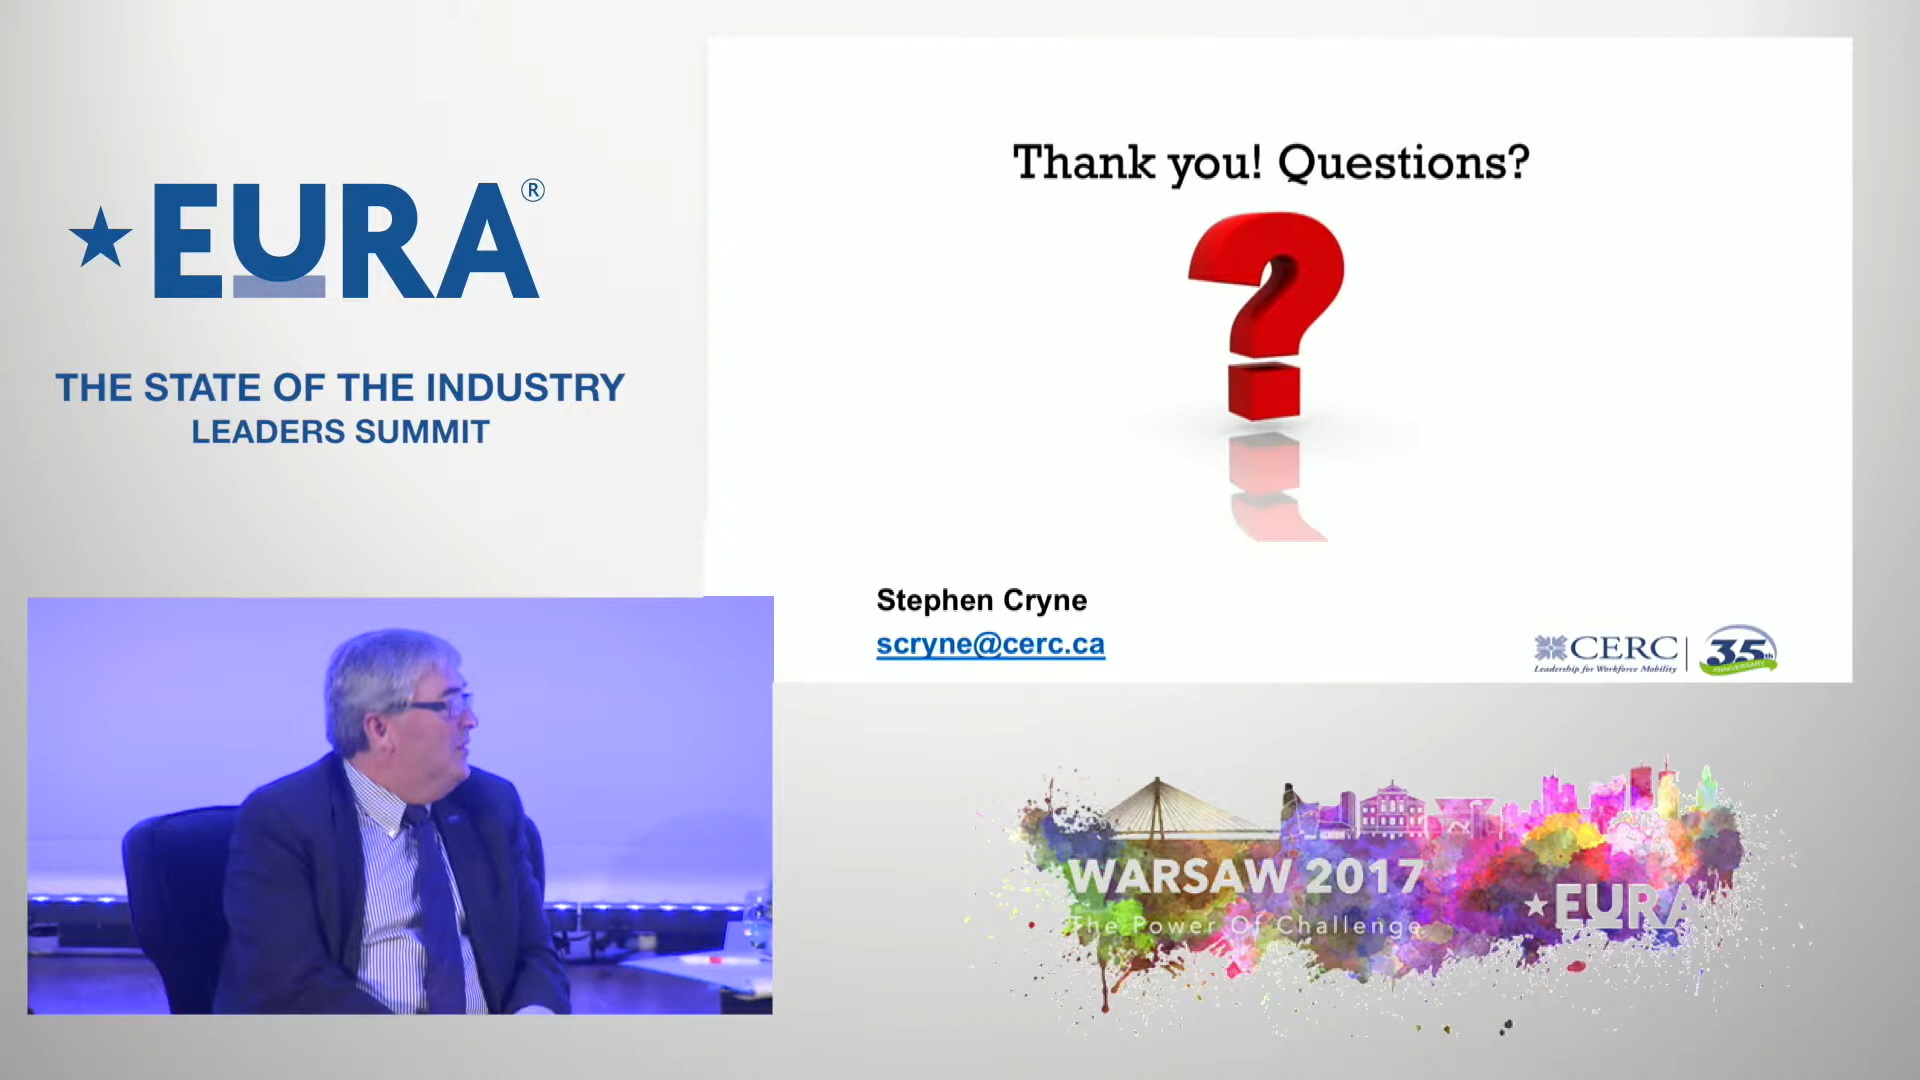 EURA®
THE STATE OF THE INDUSTRY
LEADERS SUMMIT
Thank you! Questions?
?
Stephen Cryne
scryne@cerc.ca
CERC
Leadership for Workforce Mobility
35th
ANNIVERSARY
WARSAW 2017
The Power Of Challenge
EURA